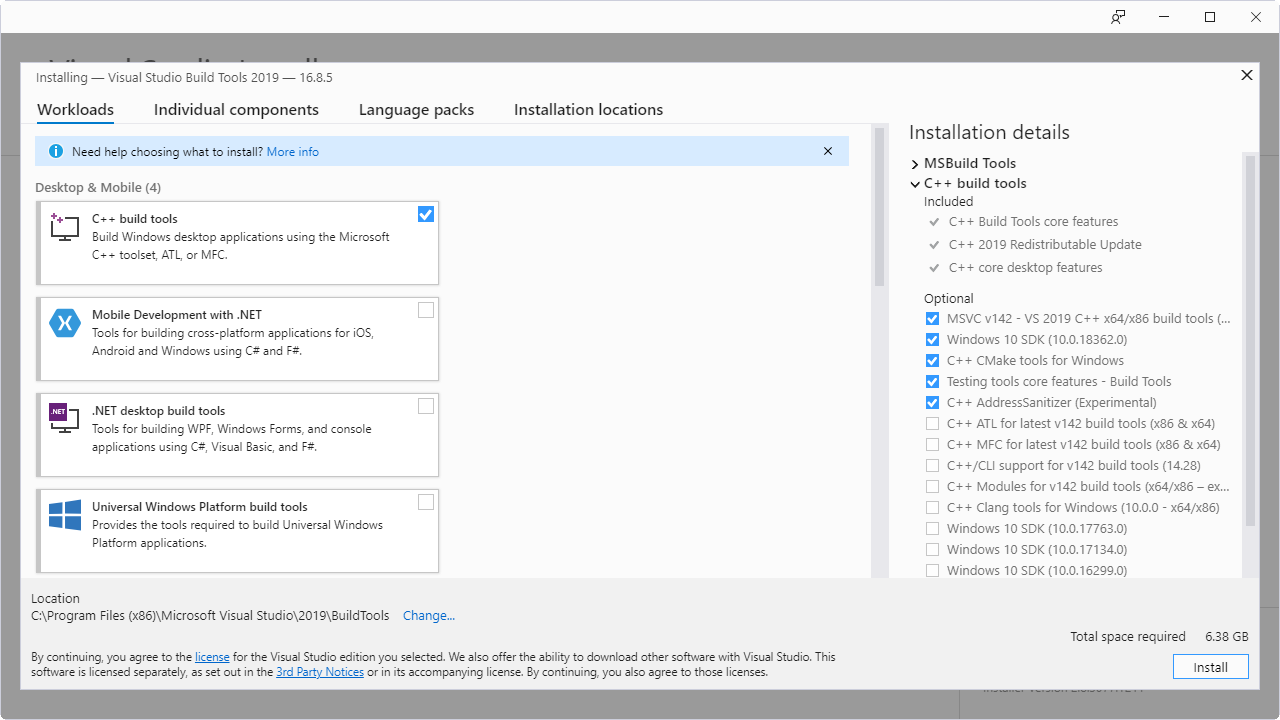 Installing — Visual Studio Build Tools 2019 — 16.8.5
Workloads
Individual components
Language packs
Installation locations
Need help choosing what to install? More info
Desktop & Mobile (4)
C++ build tools
Build Windows desktop applications using the Microsoft
C++ toolset, ATL, or MFC.
Mobile Development with .NET
Tools for building cross-platform applications for iOS,
Android and Windows using C# and F#.
.NET
.NET desktop build tools
Tools for building WPF, Windows Forms, and console
applications using C#, Visual Basic, and F#.
Universal Windows Platform build tools
Provides the tools required to build Universal Windows
Platform applications.
Installation details
MSBuild Tools
C++ build tools
Included
C++ Build Tools core features
C++ 2019 Redistributable Update
C++ core desktop features
Optional
MSVC v142 - VS 2019 C++ x64/x86 build tools (...
Windows 10 SDK (10.0.18362.0)
C++ CMake tools for Windows
Testing tools core features - Build Tools
C++ AddressSanitizer (Experimental)
C++ ATL for latest v142 build tools (x86 & x64)
C++ MFC for latest v142 build tools (x86 & x64)
C++/CLI support for v142 build tools (14.28)
C++ Modules for v142 build tools (x64/x86 – ex...
C++ Clang tools for Windows (10.0.0 - x64/x86)
Windows 10 SDK (10.0.17763.0)
Windows 10 SDK (10.0.17134.0)
Windows 10 SDK (10.0.16299.0)
Location
C:\Program Files (x86)\Microsoft Visual Studio\2019\BuildTools Change...
Total space required 6.38 GB
By continuing, you agree to the license for the Visual Studio edition you selected. We also offer the ability to download other software with Visual Studio. This
software is licensed separately, as set out in the 3rd Party Notices or in its accompanying license. By continuing, you also agree to those licenses.
Install